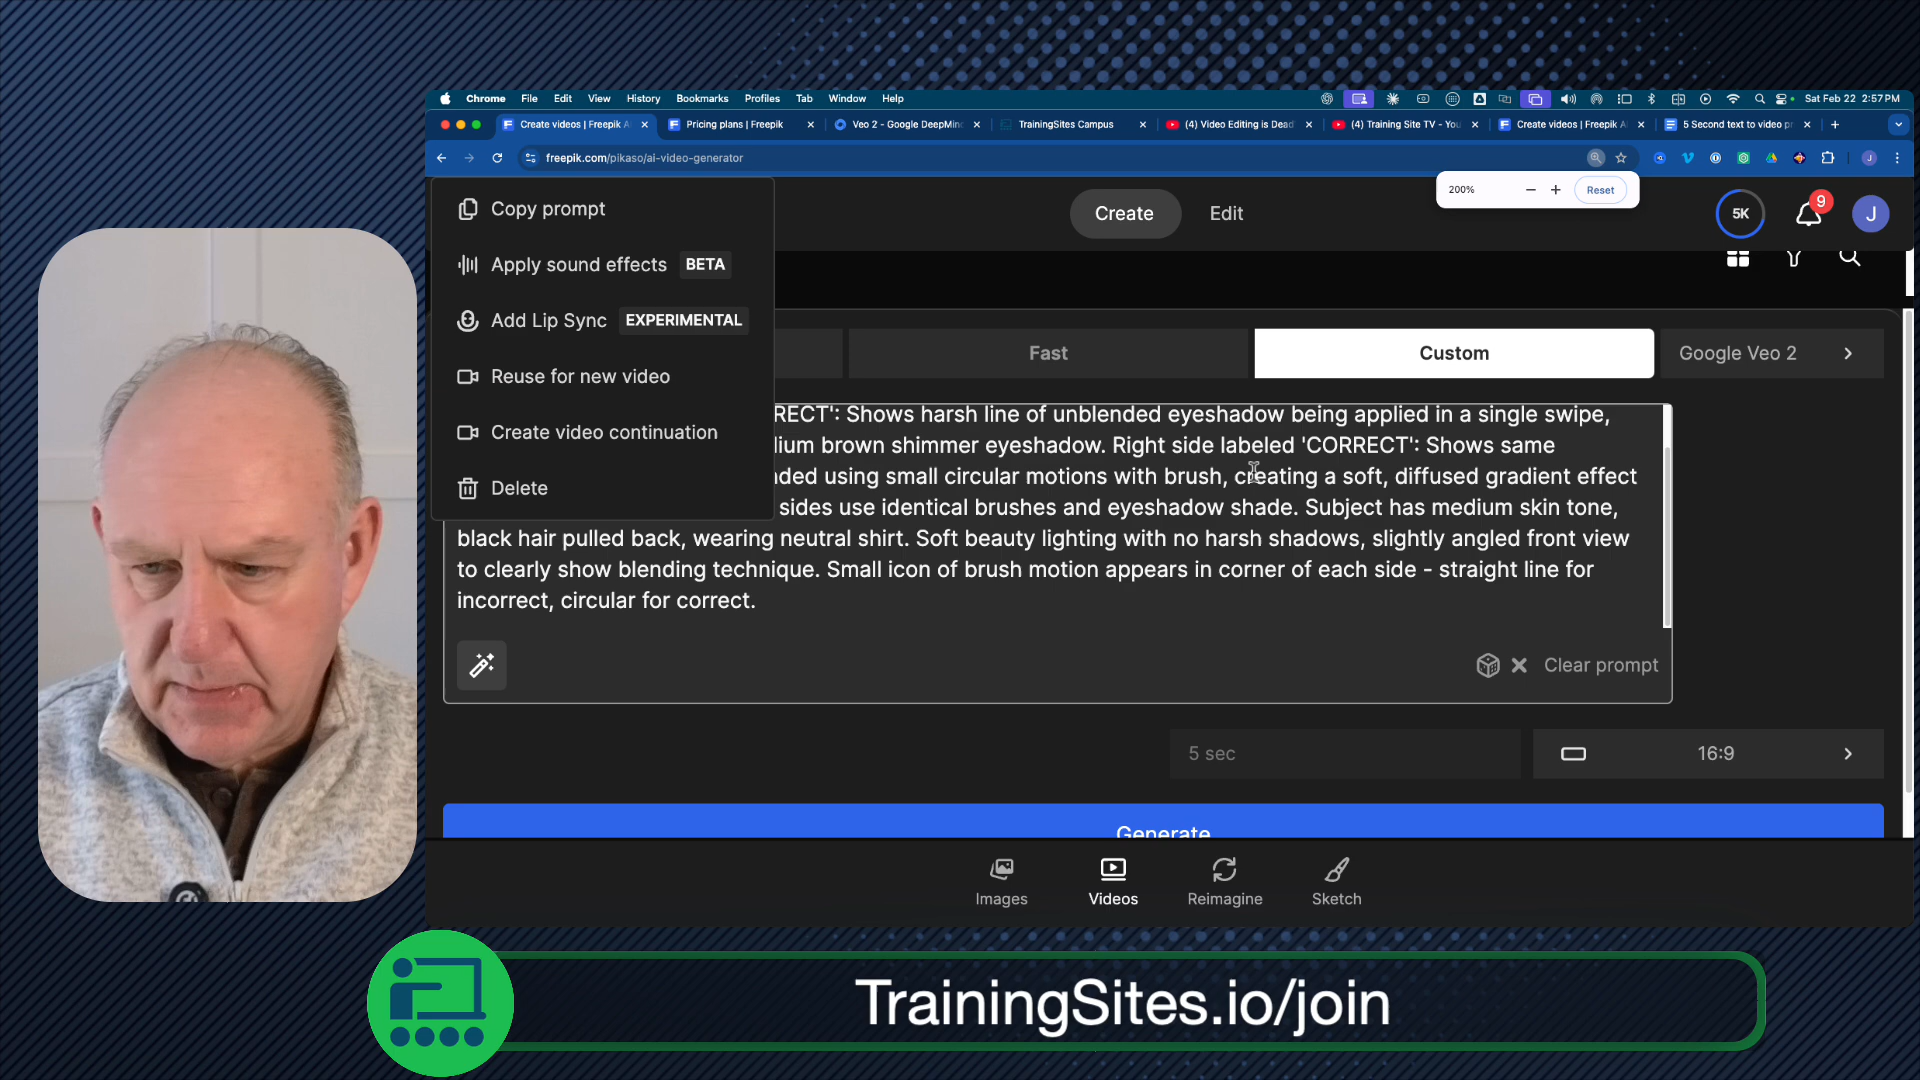 Chrome File Edit View History Bookmarks Profiles Tab Window Help Sat Feb 22 2:57 PM
Create videos | Freepik AI Pricing plans | Freepik Veo 2 - Google DeepMind TrainingSites Campus (4) Video Editing is Dead (4) Training Site TV - You Create videos | Freepik AI 5 Second text to video pr
freepik.com/pikaso/ai-video-generator
200% Reset
Copy prompt
Create Edit
5K 9 J
Apply sound effects BETA
Add Lip Sync EXPERIMENTAL
Fast Custom Google Veo 2
Reuse for new video
Create video continuation
Delete
RECT': Shows harsh line of unblended eyeshadow being applied in a single swipe,
lium brown shimmer eyeshadow. Right side labeled 'CORRECT': Shows same
ded using small circular motions with brush, creating a soft, diffused gradient effect
sides use identical brushes and eyeshadow shade. Subject has medium skin tone,
black hair pulled back, wearing neutral shirt. Soft beauty lighting with no harsh shadows, slightly angled front view
to clearly show blending technique. Small icon of brush motion appears in corner of each side - straight line for
incorrect, circular for correct.
Clear prompt
5 sec 16:9
Generate
Images Videos Reimagine Sketch
TrainingSites.io/join